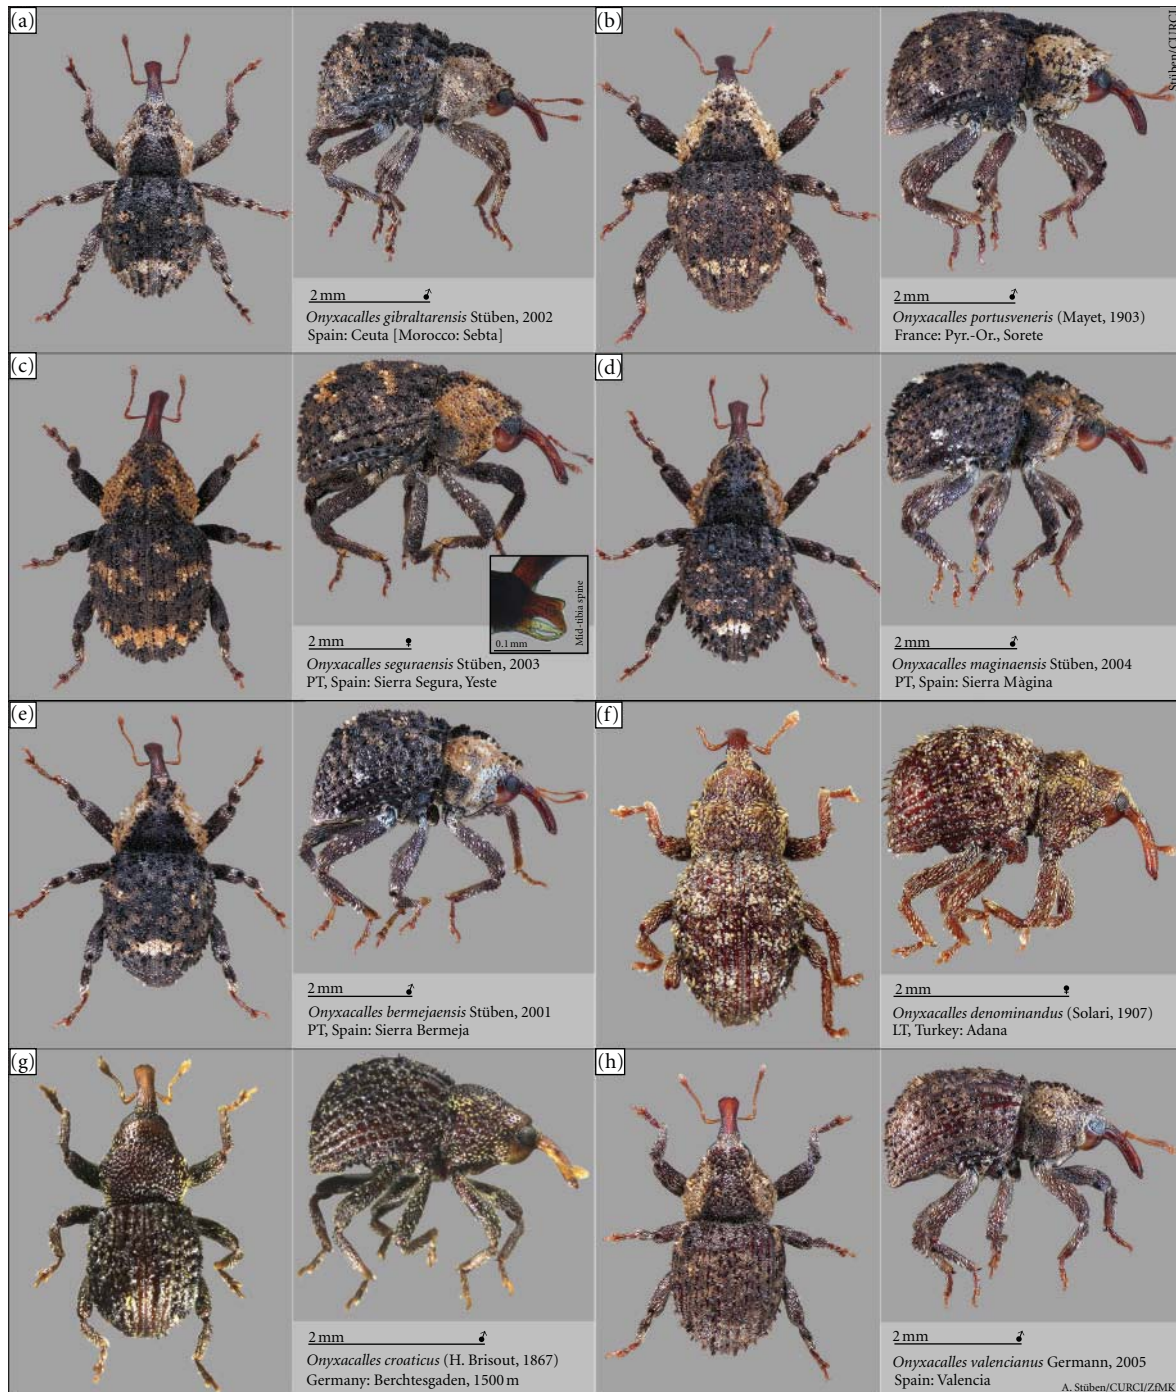 (a)
2 mm ♂
Onyxacalles gibraltarensis Stüben, 2002
Spain: Ceuta [Morocco: Sebta]
(b)
Stüben/CURCI
2 mm ♂
Onyxacalles portusveneris (Mayet, 1903)
France: Pyr.-Or., Sorete
(c)
Mid-tibia spine
0.1 mm
2 mm ♀
Onyxacalles seguraensis Stüben, 2003
PT, Spain: Sierra Segura, Yeste
(d)
2 mm ♂
Onyxacalles maginaensis Stüben, 2004
PT, Spain: Sierra Màgina
(e)
2 mm ♂
Onyxacalles bermejaensis Stüben, 2001
PT, Spain: Sierra Bermeja
(f)
2 mm ♀
Onyxacalles denominandus (Solari, 1907)
LT, Turkey: Adana
(g)
2 mm ♂
Onyxacalles croaticus (H. Brisout, 1867)
Germany: Berchtesgaden, 1500 m
(h)
2 mm ♂
Onyxacalles valencianus Germann, 2005
Spain: Valencia
A. Stüben/CURCI/ZfMK